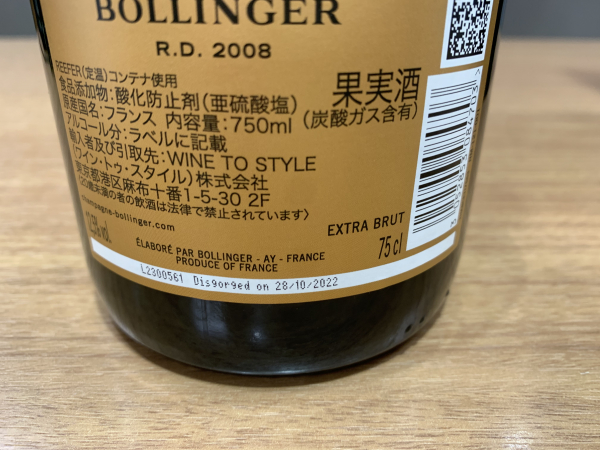 BOLLINGER
R.D. 2008
REEFER(定温)コンテナ使用
食品添加物:酸化防止剤(亜硫酸塩) 果実酒
原産国名:フランス 内容量:750ml (炭酸ガス含有)
アルコール分:ラベルに記載
輸入者及び引取先:WINE TO STYLE
(ワイン・トゥ・スタイル)株式会社
東京都港区麻布十番1-5-30 2F
〈20歳未満の者の飲酒は法律で禁止されています〉
champagne-bollinger.com
EXTRA BRUT
75 cl
ÉLABORÉ PAR BOLLINGER - AY - FRANCE
PRODUCE OF FRANCE
L2300561 Disgorged on 28/10/2022